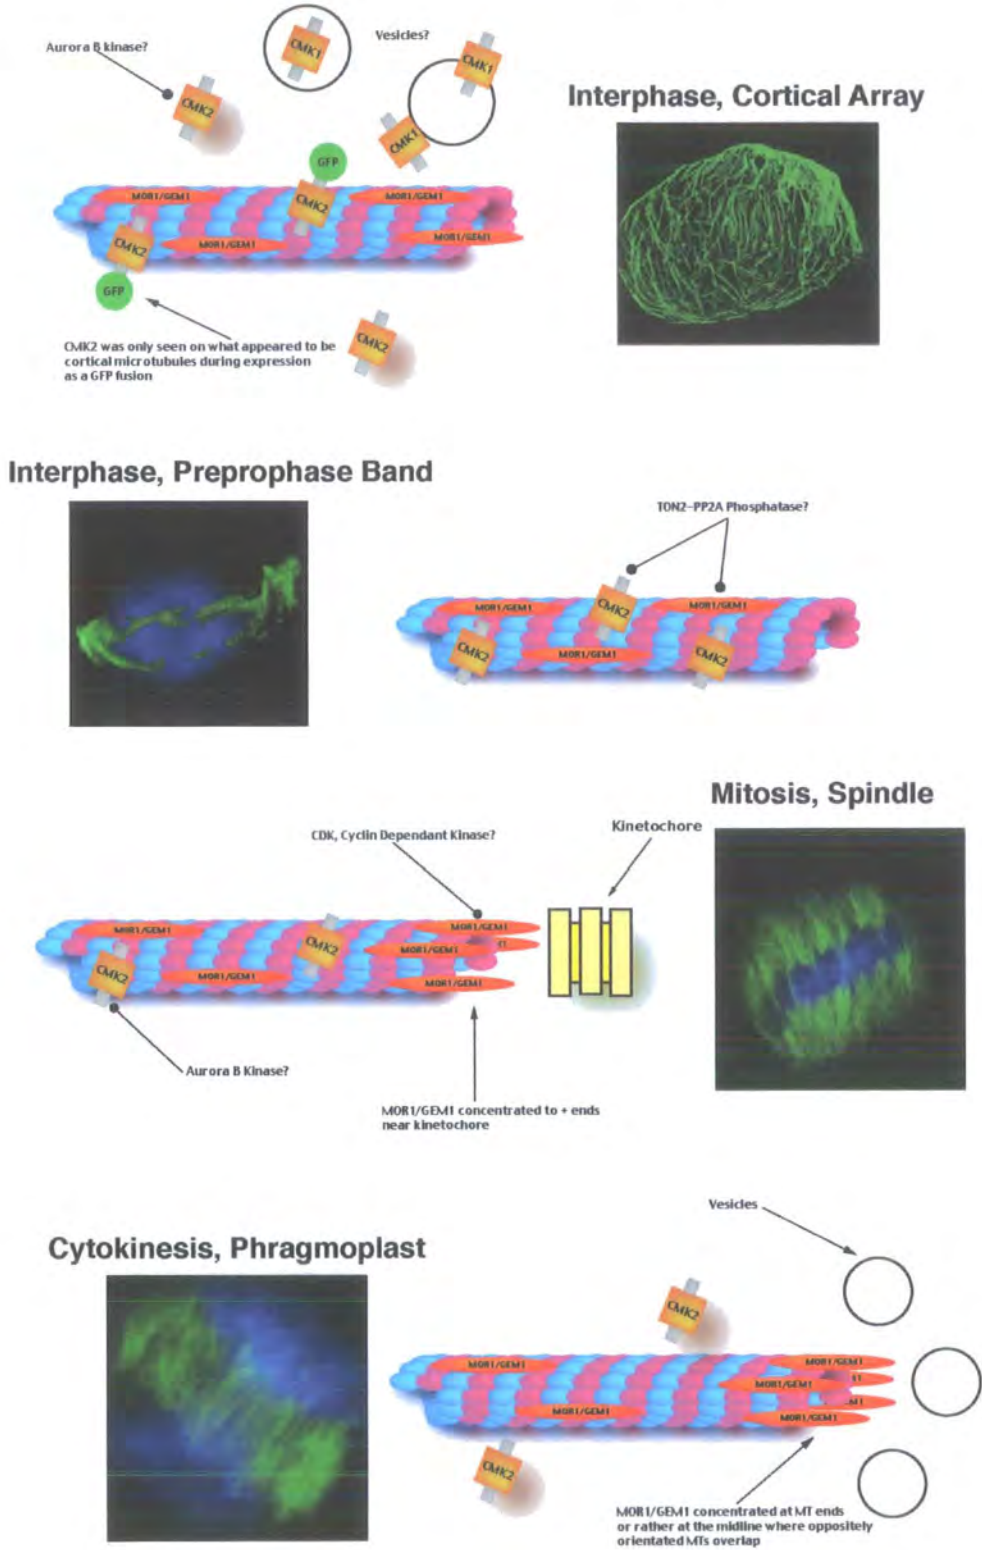 Aurora B kinase?
CMK1
Vesicles?
CMK1
CMK2
CMK1
Interphase, Cortical Array
GFP
MOR1/GEM1
CMK2
MOR1/GEM1
CMK2
MOR1/GEM1
MOR1/GEM1
GFP
CMK2
CMK2 was only seen on what appeared to be
cortical microtubules during expression
as a GFP fusion
Interphase, Preprophase Band
TON2-PP2A Phosphatase?
MOR1/GEM1
CMK2
MOR1/GEM1
CMK2
MOR1/GEM1
CMK2
Mitosis, Spindle
CDK, Cyclin Dependant Kinase?
Kinetochore
MOR1/GEM1
CMK2
MOR1/GEM1
MOR1/GEM1
CMK2
MOR1/GEM1
MOR1/GEM1
Aurora B Kinase?
MOR1/GEM1 concentrated to + ends
near kinetochore
Vesicles
Cytokinesis, Phragmoplast
CMK2
MOR1/GEM1
MOR1/GEM1
MOR1/GEM1
MOR1/GEM1
MOR1/GEM1
CMK2
MOR1/GEM1 concentrated at MT ends
or rather at the midline where oppositely
orientated MTs overlap